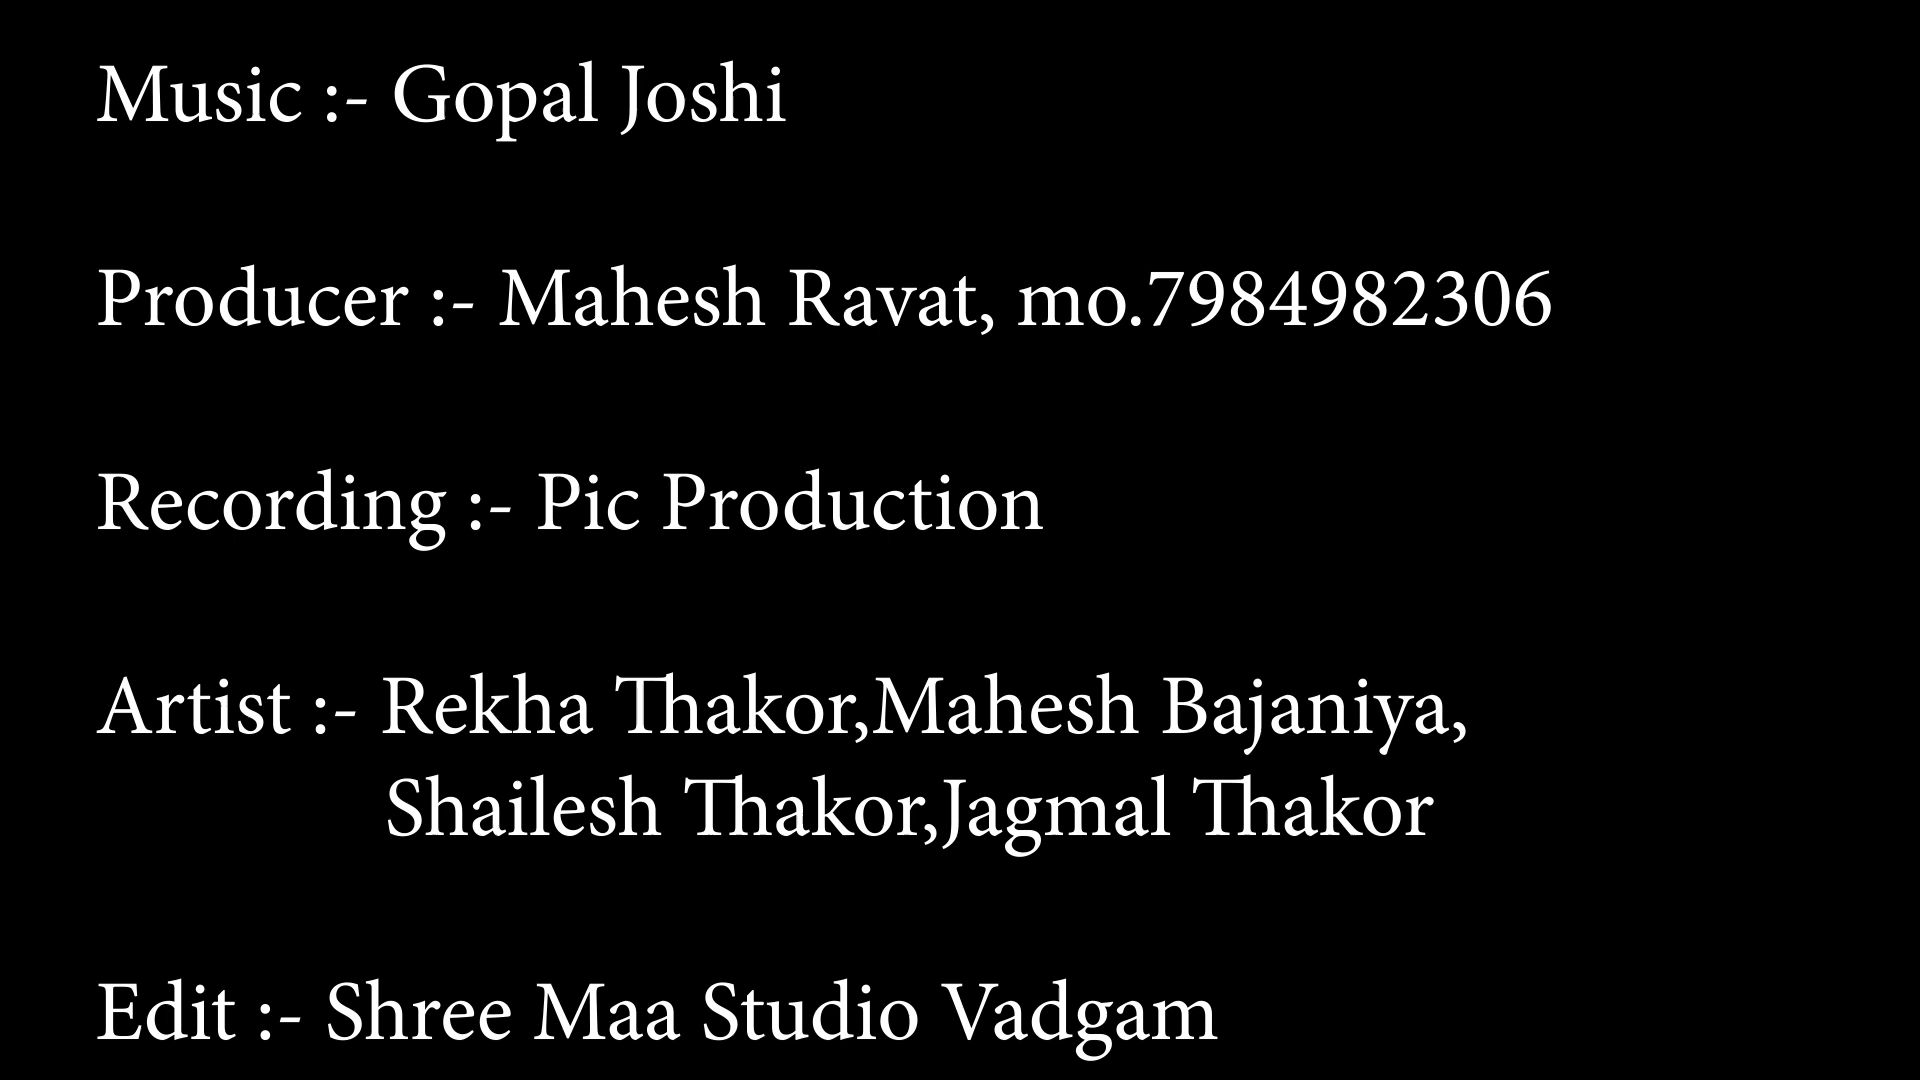 Music :- Gopal Joshi
Producer :- Mahesh Ravat, mo.7984982306
Recording :- Pic Production
Artist :- Rekha Thakor,Mahesh Bajaniya,
Shailesh Thakor,Jagmal Thakor
Edit :- Shree Maa Studio Vadgam